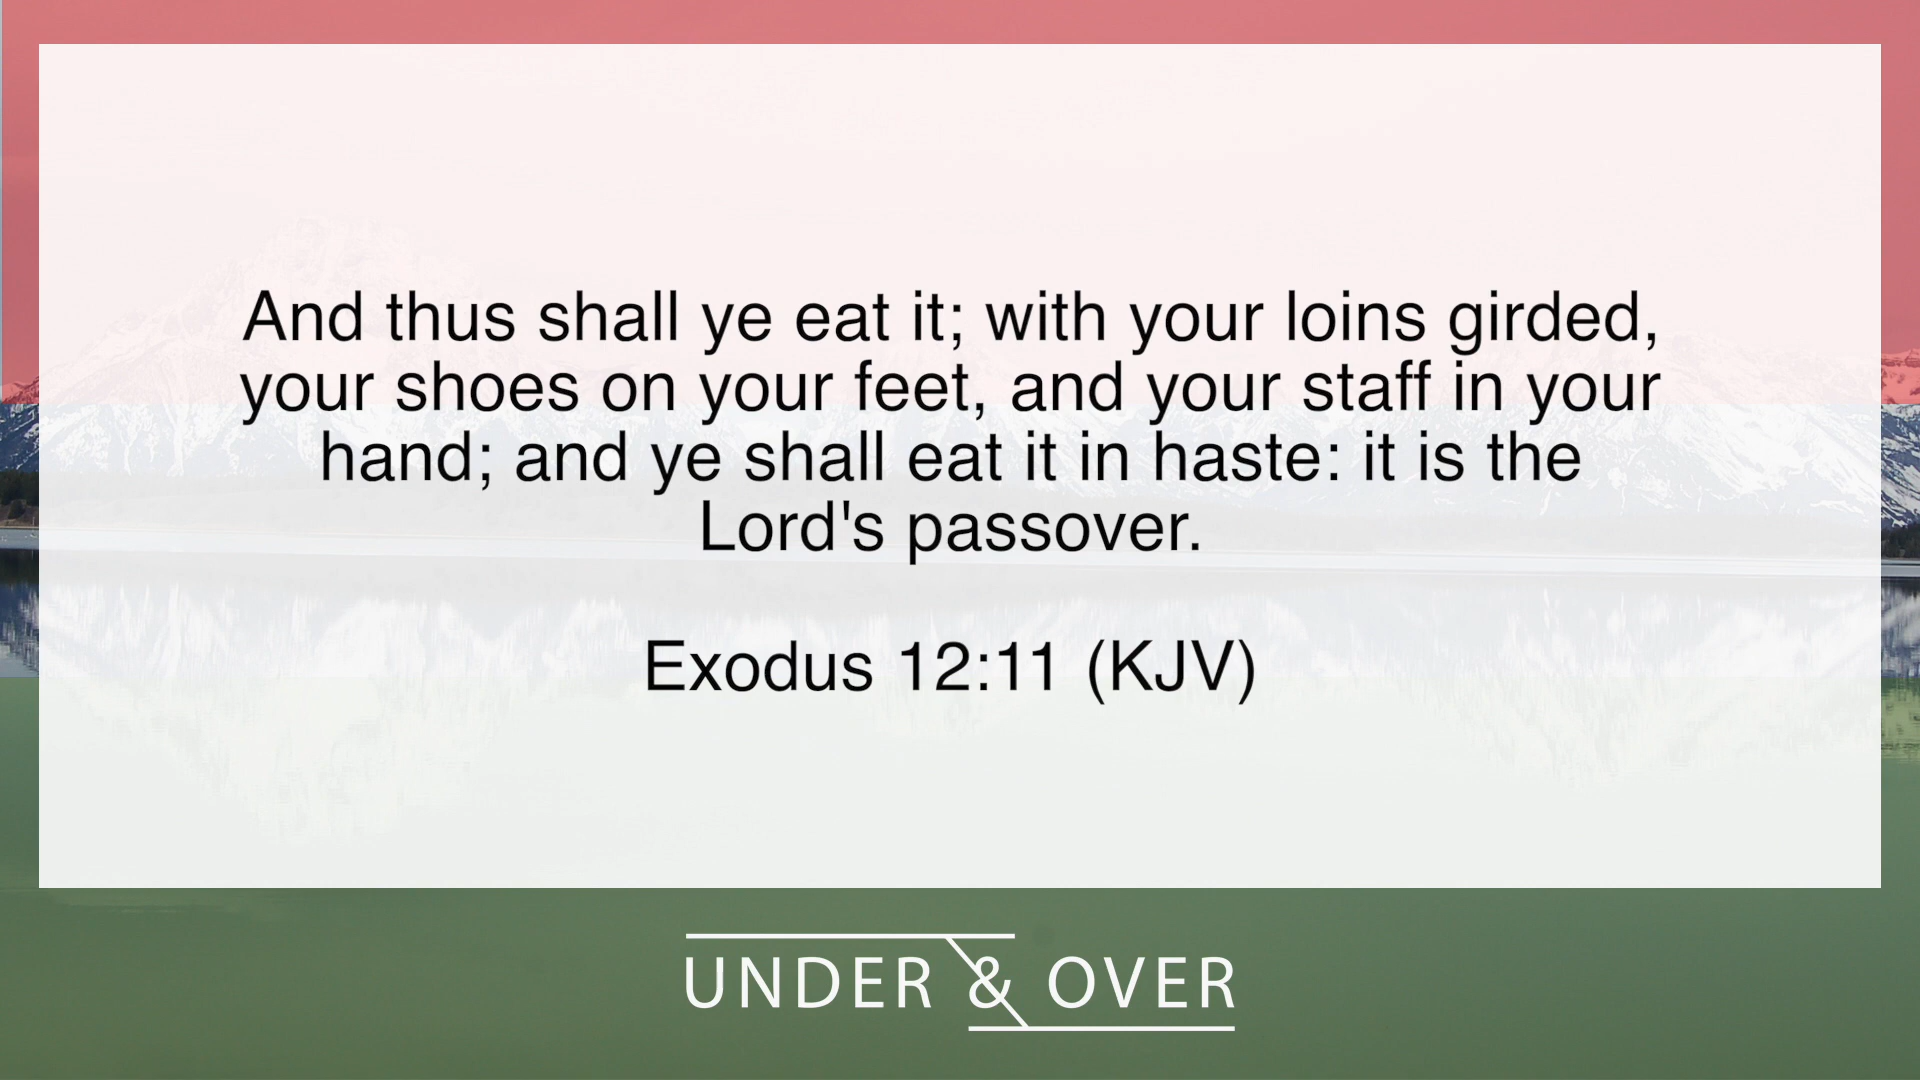 And thus shall ye eat it; with your loins girded,
your shoes on your feet, and your staff in your
hand; and ye shall eat it in haste: it is the
Lord's passover.
Exodus 12:11 (KJV)
UNDER & OVER